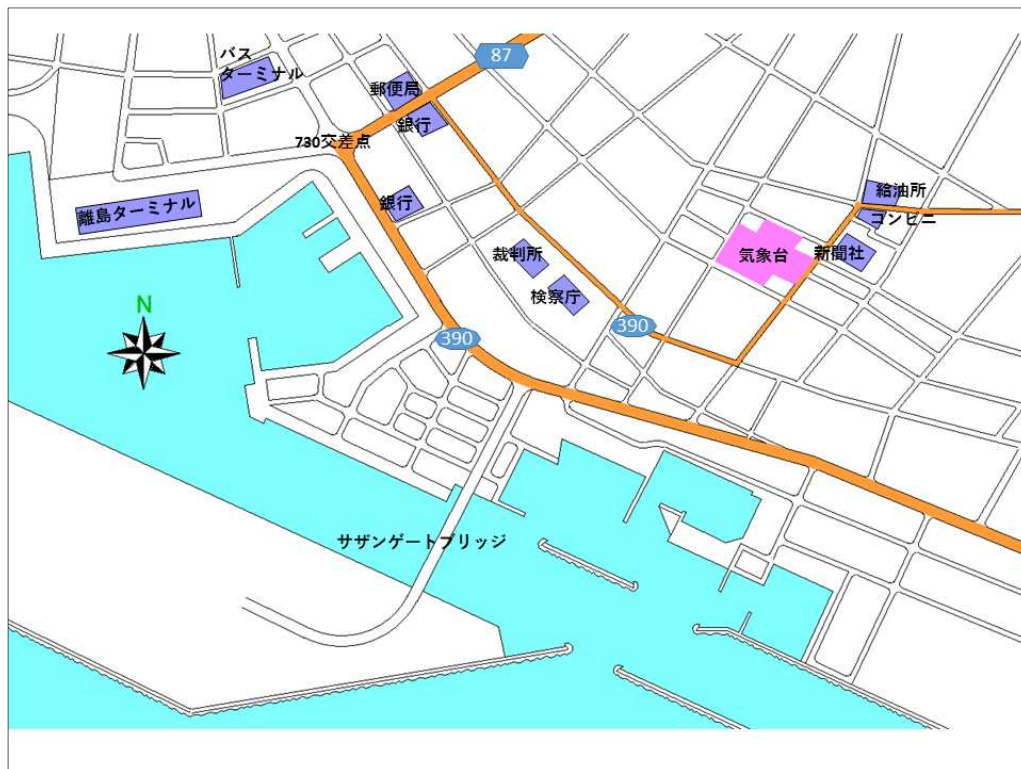 バス
ターミナル
87
郵便局
銀行
730交差点
離島ターミナル
銀行
給油所
コンビニ
新聞社
気象台
裁判所
検察庁
N
390
390
サザンゲートブリッジ